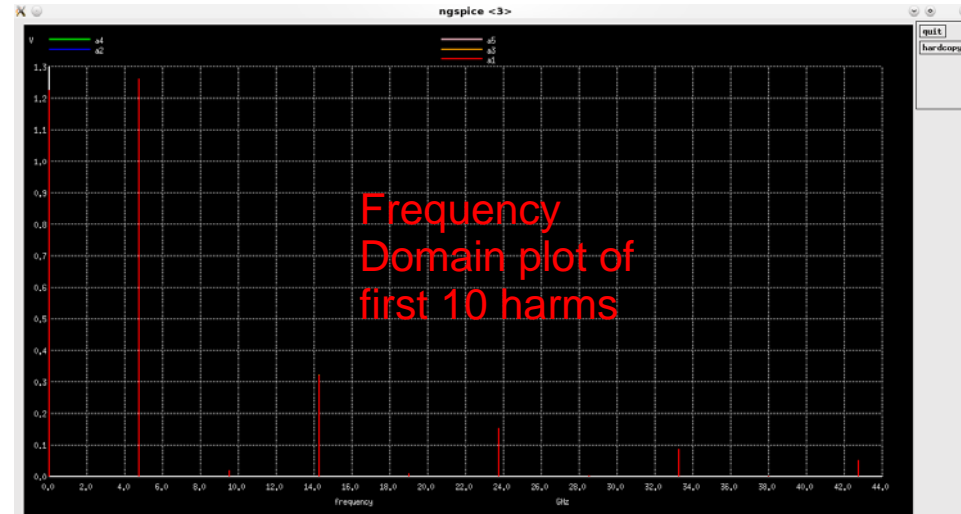 ngspice <3>
quit
hardcopy
V
a4
a2
a5
a3
a1
1.3
1.2
1.1
1.0
0.9
0.8
0.7
0.6
0.5
0.4
0.3
0.2
0.1
0.0
Frequency
Domain plot of
first 10 harms
0.0 2.0 4.0 6.0 8.0 10.0 12.0 14.0 16.0 18.0 20.0 22.0 24.0 26.0 28.0 30.0 32.0 34.0 36.0 38.0 40.0 42.0 44.0
frequency GHz